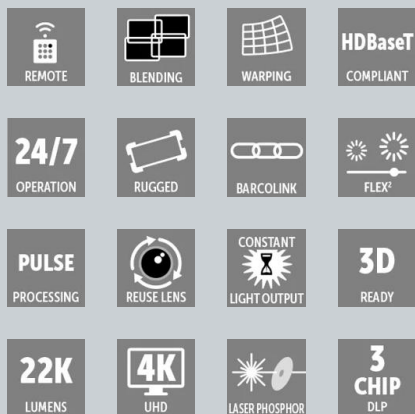 REMOTE
BLENDING
WARPING
HDBaseT
COMPLIANT
24/7
OPERATION
RUGGED
BARCOLINK
FLEX²
PULSE
PROCESSING
REUSE LENS
CONSTANT
LIGHT OUTPUT
3D
READY
22K
LUMENS
4K
UHD
LASER PHOSPHOR
3
CHIP
DLP